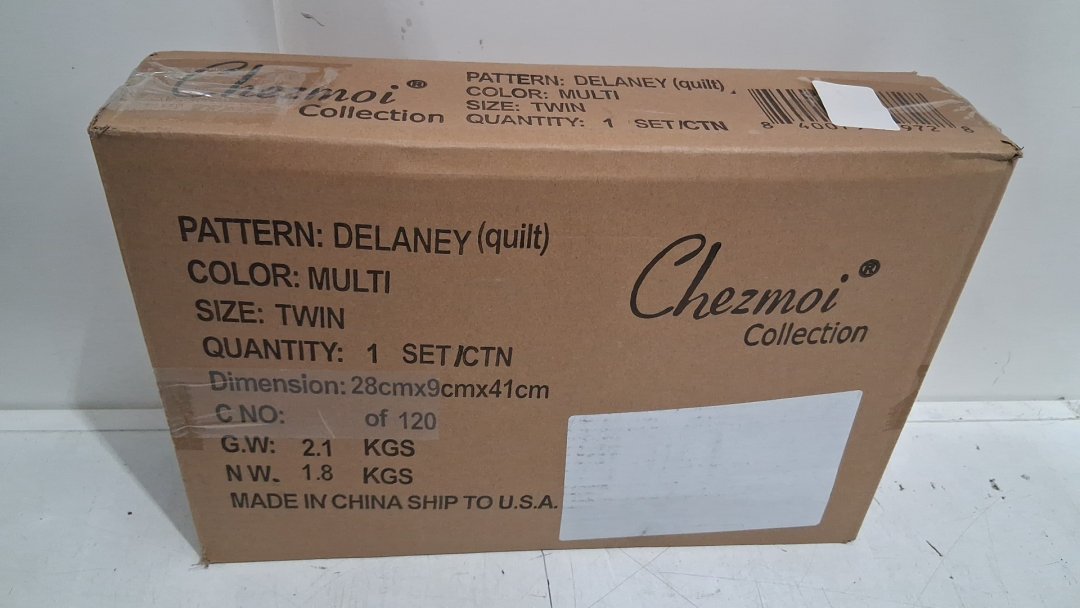 Chezmoi ®
Collection
PATTERN: DELANEY (quilt)
COLOR: MULTI
SIZE: TWIN
QUANTITY: 1 SET/CTN
PATTERN: DELANEY (quilt)
COLOR: MULTI
SIZE: TWIN
QUANTITY: 1 SET/CTN
Dimension: 28cmx9cmx41cm
C NO: of 120
G.W: 2.1 KGS
N W. 1.8 KGS
MADE IN CHINA SHIP TO U.S.A.
Chezmoi ®
Collection